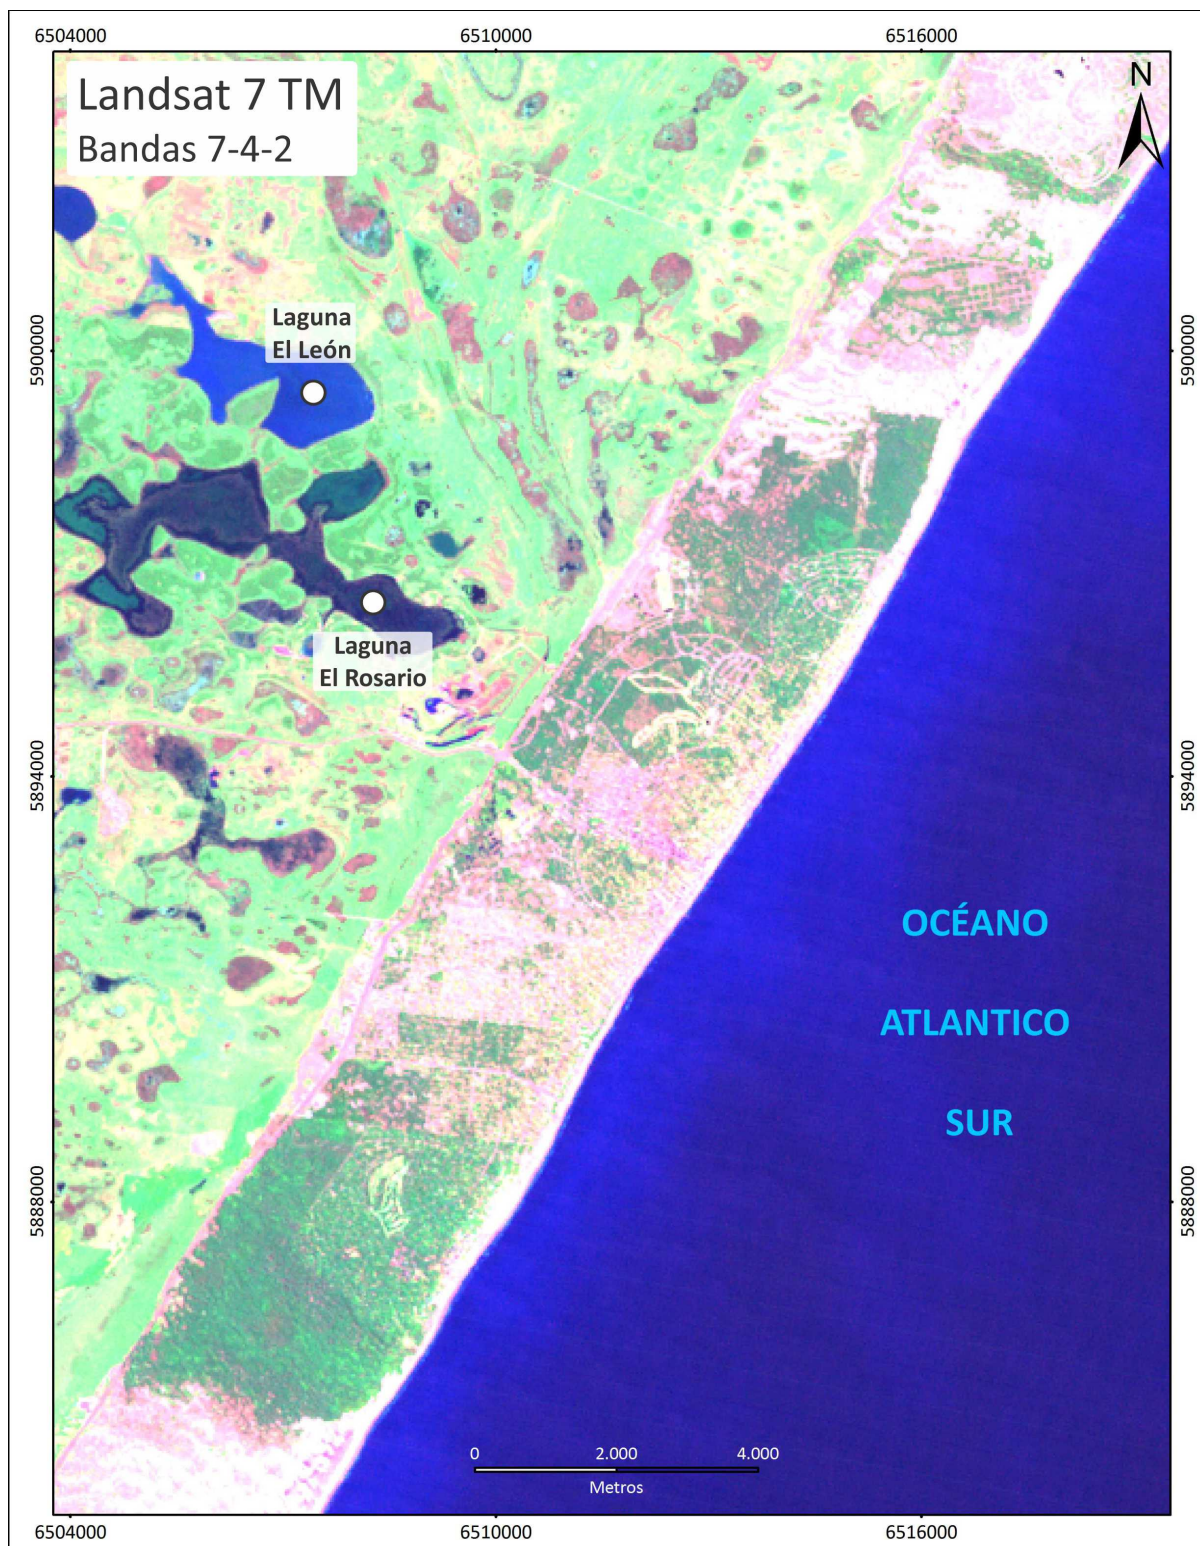 6504000
6510000
6516000
Landsat 7 TM
Bandas 7-4-2
N
Laguna
El León
5900000
5900000
Laguna
El Rosario
5894000
5894000
OCÉANO
ATLANTICO
SUR
5888000
5888000
0
2.000
4.000
Metros
6504000
6510000
6516000